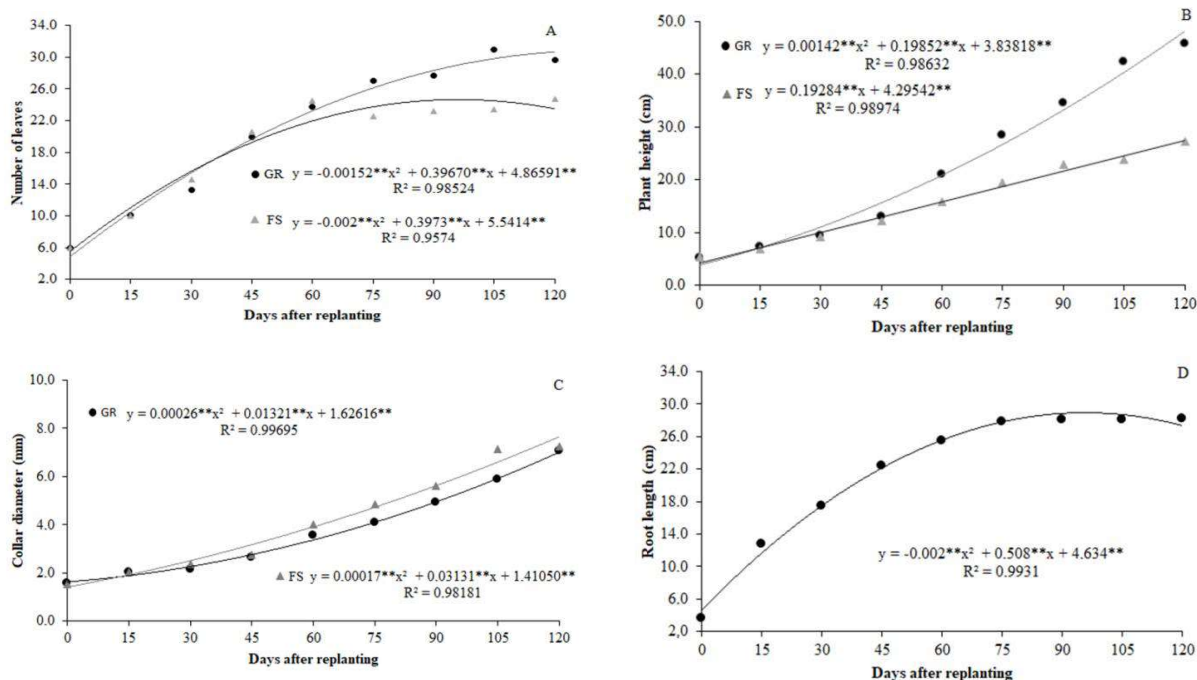 A
34.0
30.0
26.0
22.0
18.0
14.0
10.0
6.0
2.0
Number of leaves
GR y = -0.00152**x² + 0.39670**x + 4.86591**
R² = 0.98524
FS y = -0.002**x² + 0.3973**x + 5.5414**
R² = 0.9574
0 15 30 45 60 75 90 105 120
Days after replanting
B
50.0
40.0
30.0
20.0
10.0
0.0
Plant height (cm)
GR y = 0.00142**x² + 0.19852**x + 3.83818**
R² = 0.98632
FS y = 0.19284**x + 4.29542**
R² = 0.98974
0 15 30 45 60 75 90 105 120
Days after replanting
C
10.0
8.0
6.0
4.0
2.0
0.0
Collar diameter (mm)
GR y = 0.00026**x² + 0.01321**x + 1.62616**
R² = 0.99695
FS y = 0.00017**x² + 0.03131**x + 1.41050**
R² = 0.98181
0 15 30 45 60 75 90 105 120
Days after replanting
D
34.0
30.0
26.0
22.0
18.0
14.0
10.0
6.0
2.0
Root length (cm)
y = -0.002**x² + 0.508**x + 4.634**
R² = 0.9931
0 15 30 45 60 75 90 105 120
Days after replanting